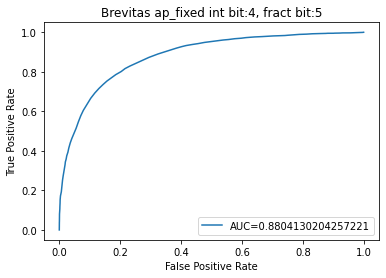 Brevitas ap_fixed int bit:4, fract bit:5
True Positive Rate
1.0
0.8
0.6
0.4
0.2
0.0
AUC=0.8804130204257221
0.0 0.2 0.4 0.6 0.8 1.0
False Positive Rate